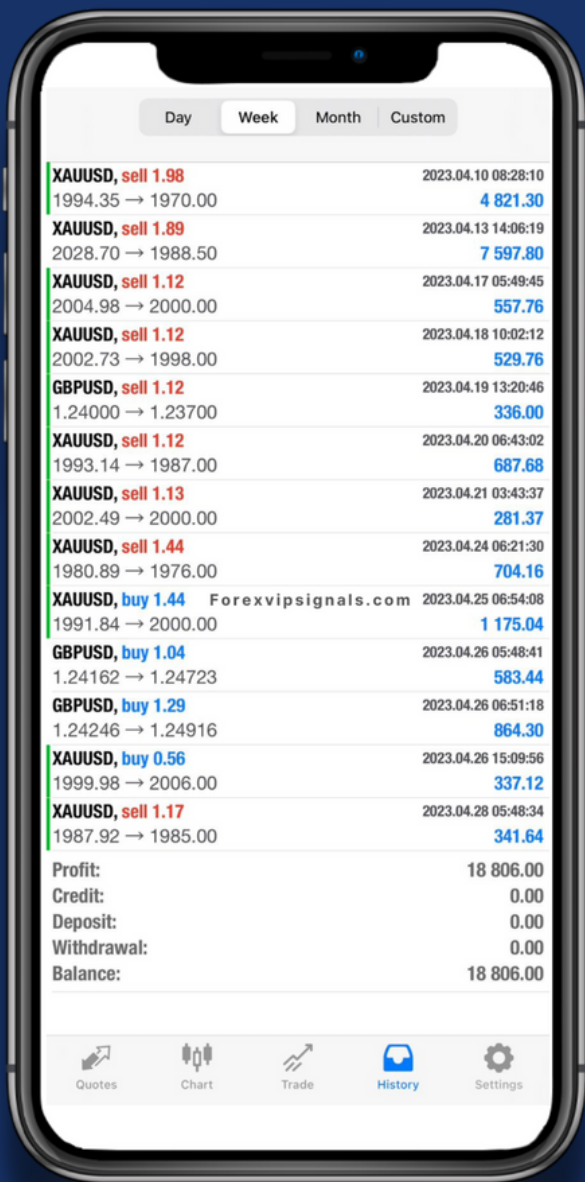 Day Week Month Custom
XAUUSD, sell 1.98 2023.04.10 08:28:10
1994.35 → 1970.00 4 821.30
XAUUSD, sell 1.89 2023.04.13 14:06:19
2028.70 → 1988.50 7 597.80
XAUUSD, sell 1.12 2023.04.17 05:49:45
2004.98 → 2000.00 557.76
XAUUSD, sell 1.12 2023.04.18 10:02:12
2002.73 → 1998.00 529.76
GBPUSD, sell 1.12 2023.04.19 13:20:46
1.24000 → 1.23700 336.00
XAUUSD, sell 1.12 2023.04.20 06:43:02
1993.14 → 1987.00 687.68
XAUUSD, sell 1.13 2023.04.21 03:43:37
2002.49 → 2000.00 281.37
XAUUSD, sell 1.44 2023.04.24 06:21:30
1980.89 → 1976.00 704.16
XAUUSD, buy 1.44 Forexvipsignals.com 2023.04.25 06:54:08
1991.84 → 2000.00 1 175.04
GBPUSD, buy 1.04 2023.04.26 05:48:41
1.24162 → 1.24723 583.44
GBPUSD, buy 1.29 2023.04.26 06:51:18
1.24246 → 1.24916 864.30
XAUUSD, buy 0.56 2023.04.26 15:09:56
1999.98 → 2006.00 337.12
XAUUSD, sell 1.17 2023.04.28 05:48:34
1987.92 → 1985.00 341.64
Profit: 18 806.00
Credit: 0.00
Deposit: 0.00
Withdrawal: 0.00
Balance: 18 806.00
Quotes Chart Trade History Settings